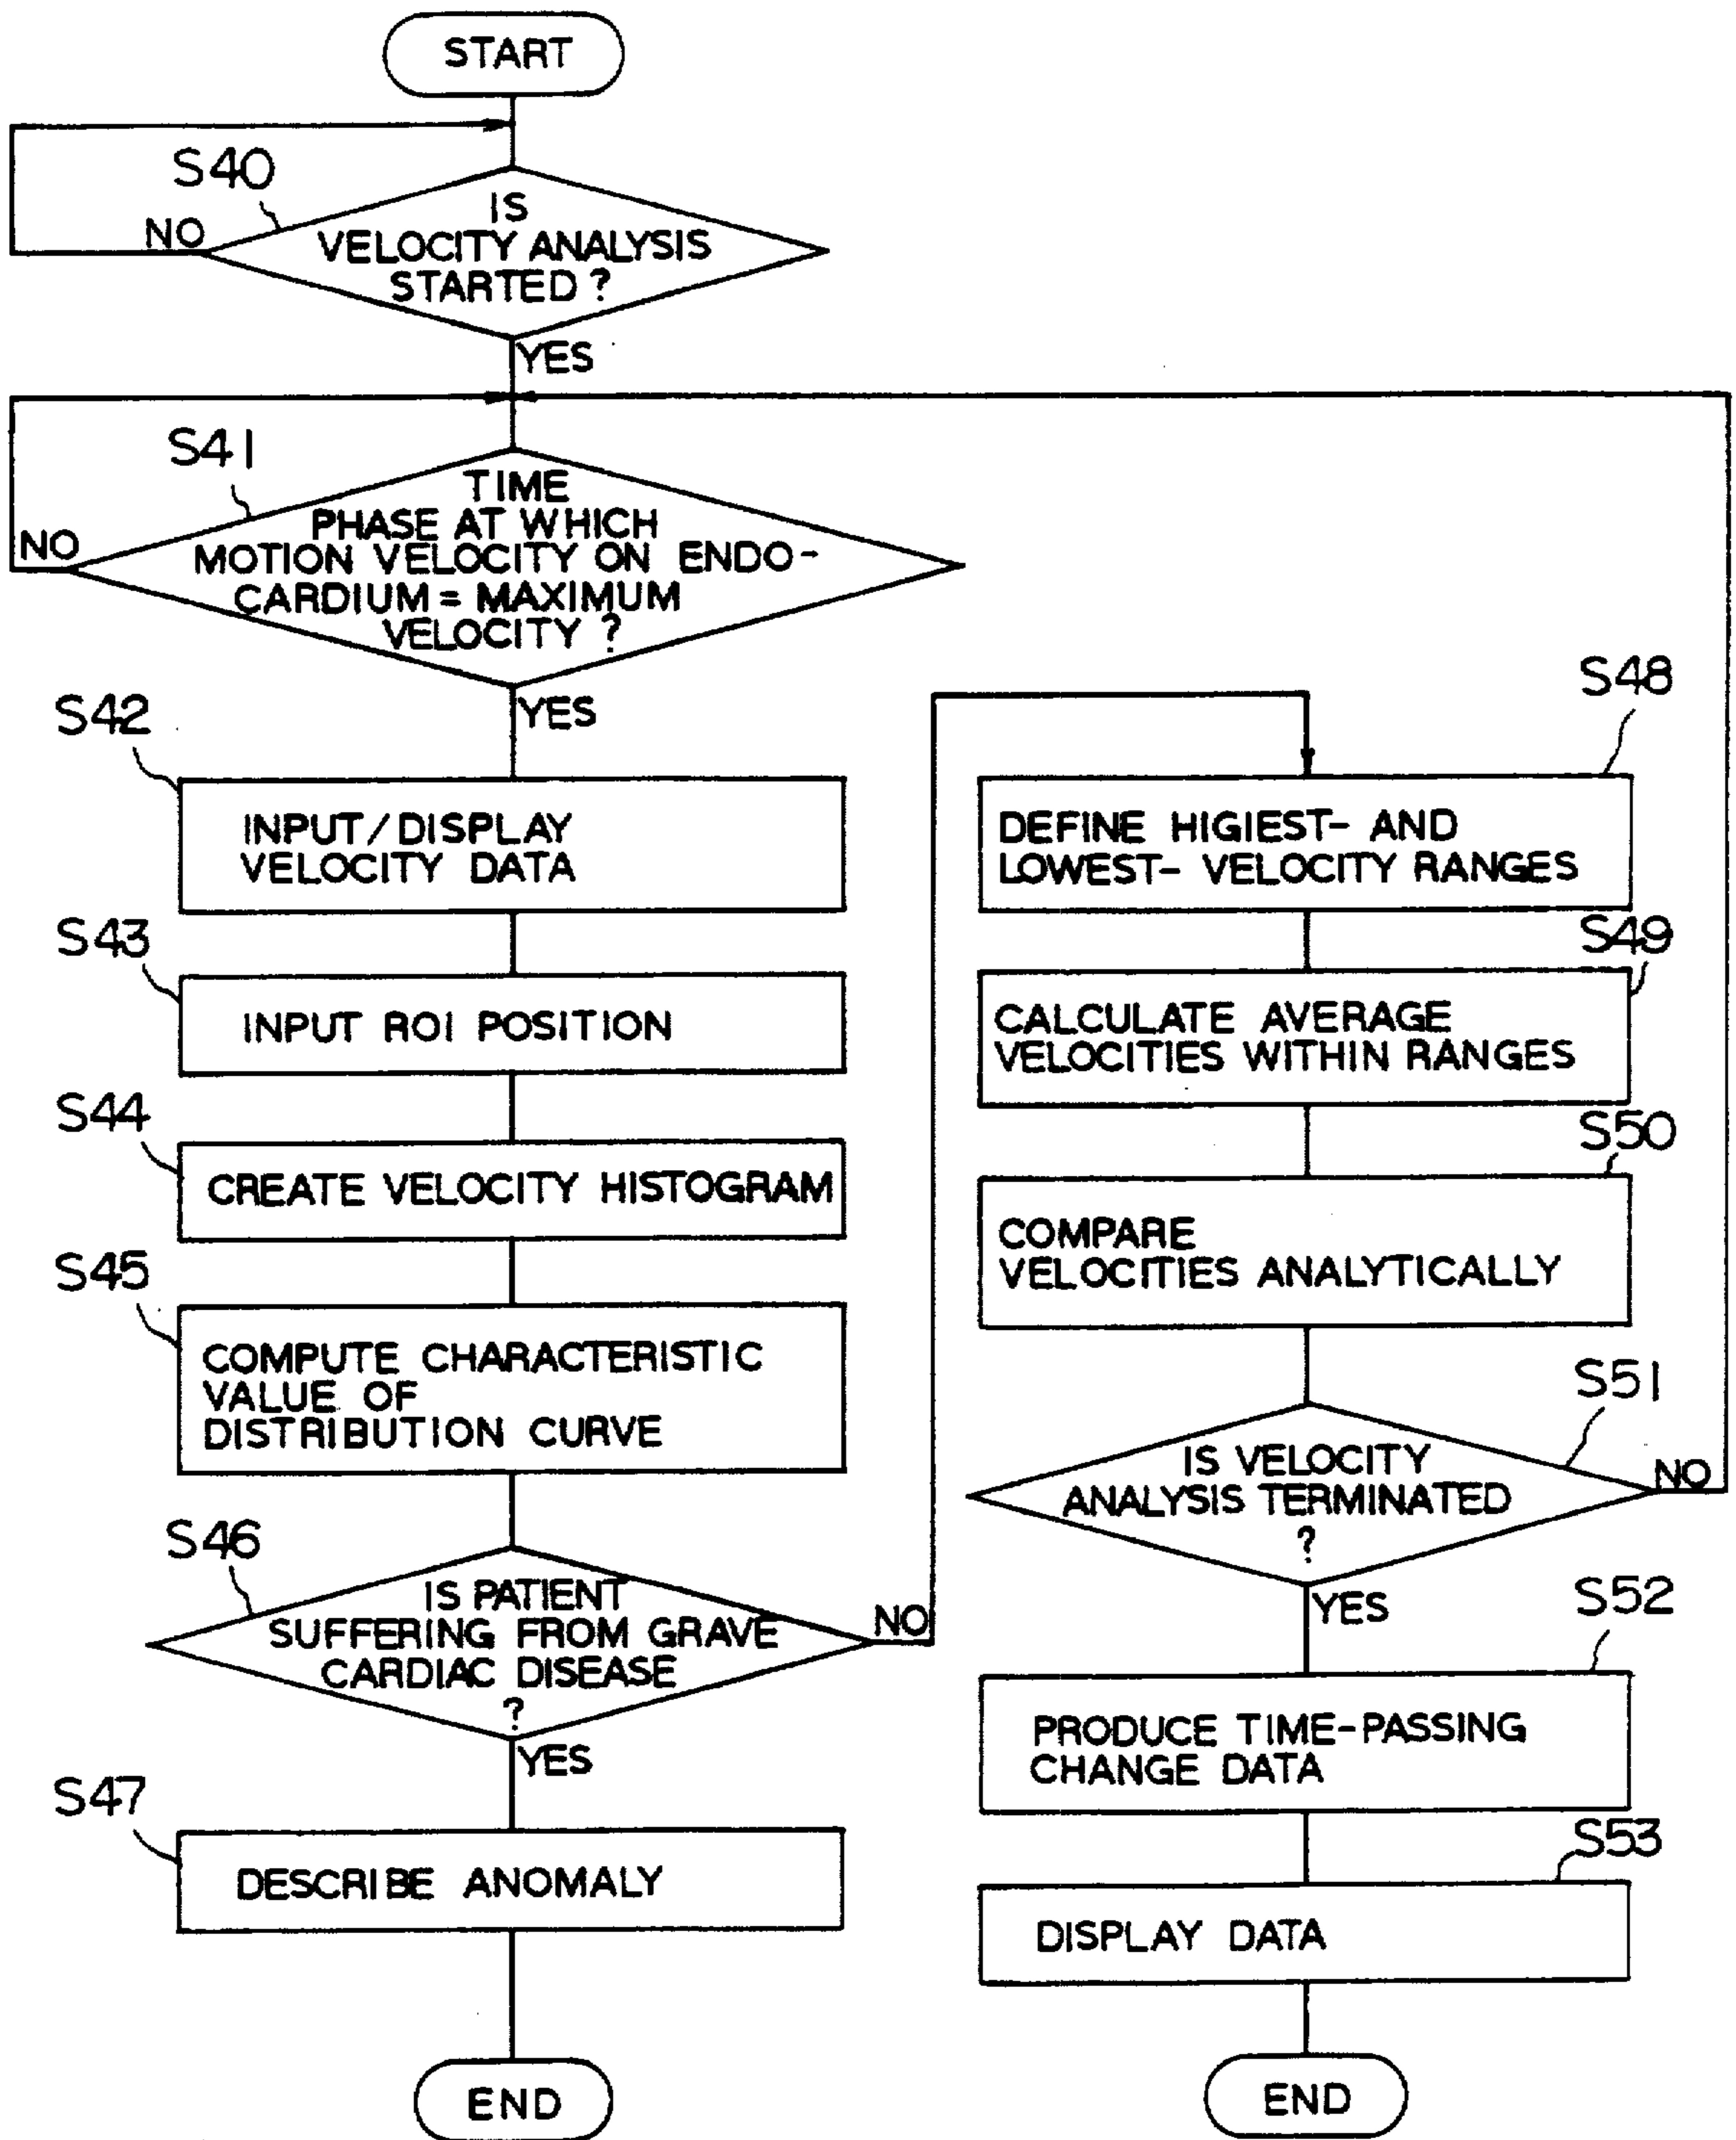 START
S40
IS
VELOCITY ANALYSIS
STARTED ?
NO
YES
S41
TIME
PHASE AT WHICH
MOTION VELOCITY ON ENDO-
CARDIUM = MAXIMUM
VELOCITY ?
NO
YES
S42
INPUT/DISPLAY
VELOCITY DATA
S43
INPUT ROI POSITION
S44
CREATE VELOCITY HISTOGRAM
S45
COMPUTE CHARACTERISTIC
VALUE OF
DISTRIBUTION CURVE
S46
IS PATIENT
SUFFERING FROM GRAVE
CARDIAC DISEASE
?
NO
YES
S47
DESCRIBE ANOMALY
END
S48
DEFINE HIGIEST- AND
LOWEST- VELOCITY RANGES
S49
CALCULATE AVERAGE
VELOCITIES WITHIN RANGES
S50
COMPARE
VELOCITIES ANALYTICALLY
S51
IS VELOCITY
ANALYSIS TERMINATED
?
NO
YES
S52
PRODUCE TIME-PASSING
CHANGE DATA
S53
DISPLAY DATA
END